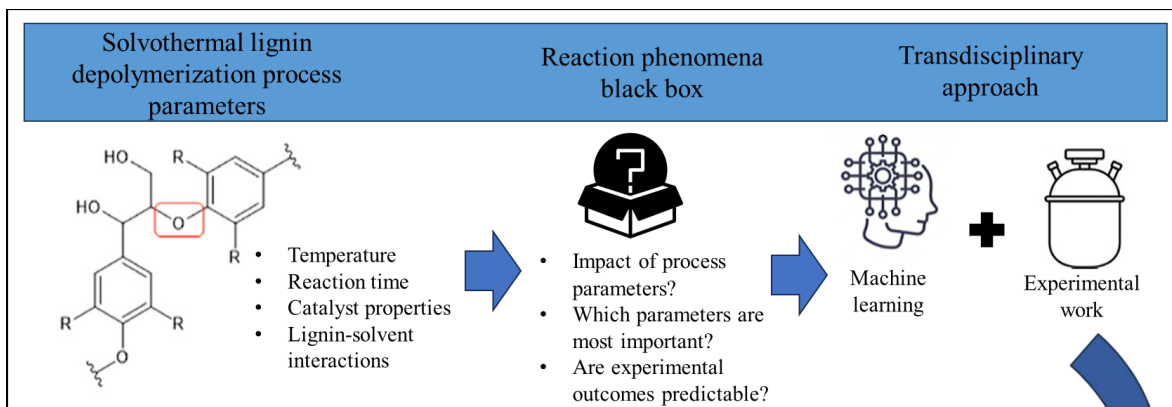 Solvothermal lignin
depolymerization process
parameters
Reaction phenomena
black box
Transdisciplinary
approach
HO
R
HO
O
R
R
R
O
• Temperature
• Reaction time
• Catalyst properties
• Lignin-solvent
interactions
?
• Impact of process
parameters?
• Which parameters are
most important?
• Are experimental
outcomes predictable?
Machine
learning
Experimental
work